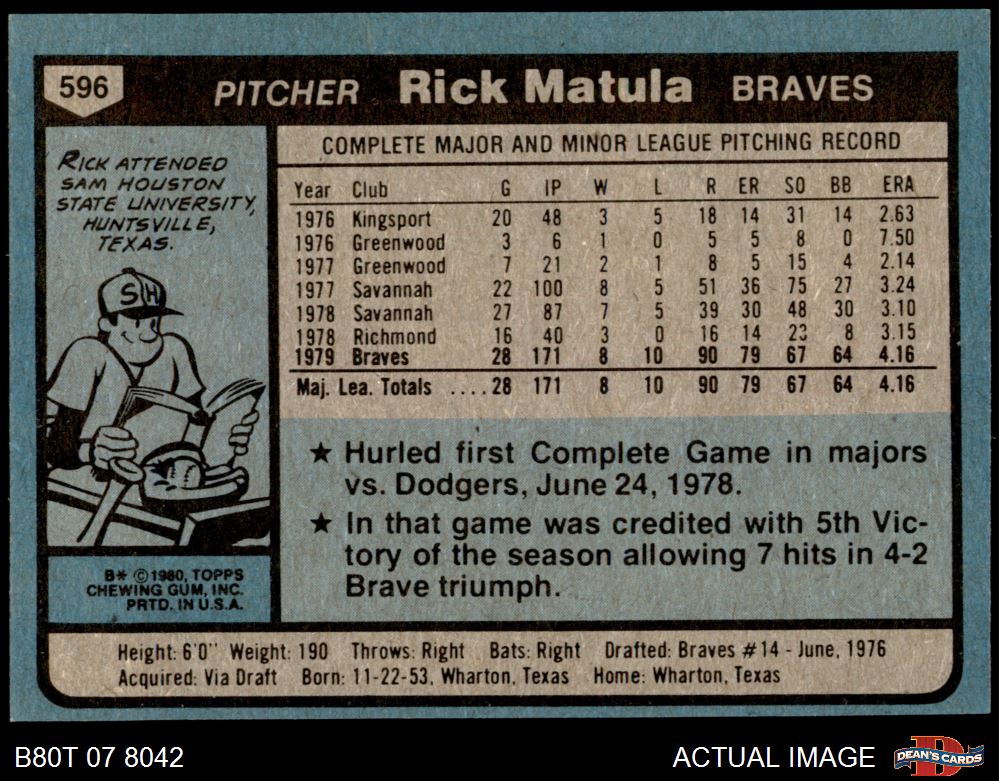 596 PITCHER Rick Matula BRAVES
RICK ATTENDED
SAM HOUSTON
STATE UNIVERSITY,
HUNTSVILLE,
TEXAS.
SH
B* ©1980, TOPPS
CHEWING GUM, INC.
PRTD. IN U.S.A.
COMPLETE MAJOR AND MINOR LEAGUE PITCHING RECORD
Year Club G IP W L R ER SO BB ERA
1976 Kingsport 20 48 3 5 18 14 31 14 2.63
1976 Greenwood 3 6 1 0 5 5 8 0 7.50
1977 Greenwood 7 21 2 1 8 5 15 4 2.14
1977 Savannah 22 100 8 5 51 36 75 27 3.24
1978 Savannah 27 87 7 5 39 30 48 30 3.10
1978 Richmond 16 40 3 0 16 14 23 8 3.15
1979 Braves 28 171 8 10 90 79 67 64 4.16
Maj. Lea. Totals ....28 171 8 10 90 79 67 64 4.16
★ Hurled first Complete Game in majors
vs. Dodgers, June 24, 1978.
★ In that game was credited with 5th Vic-
tory of the season allowing 7 hits in 4-2
Brave triumph.
Height: 6'0" Weight: 190 Throws: Right Bats: Right Drafted: Braves #14 - June, 1976
Acquired: Via Draft Born: 11-22-53, Wharton, Texas Home: Wharton, Texas
B80T 07 8042 ACTUAL IMAGE D DEAN'S CARDS